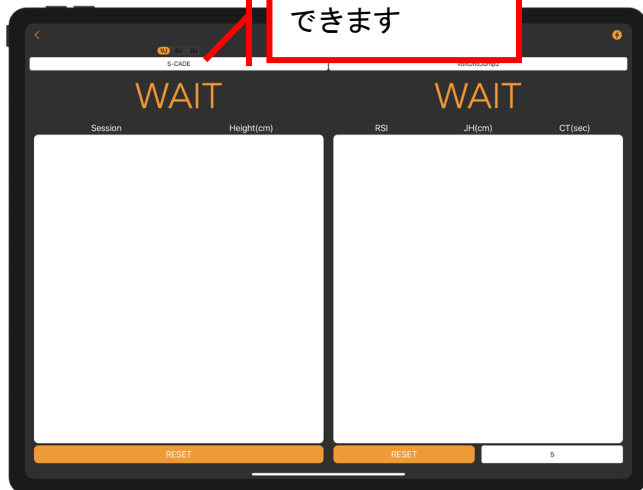 できます
VJ RJ DJ
S-CADE
VoltOnoJump2
WAIT
WAIT
Session Height(cm)
RSI JH(cm) CT(sec)
RESET
RESET
5